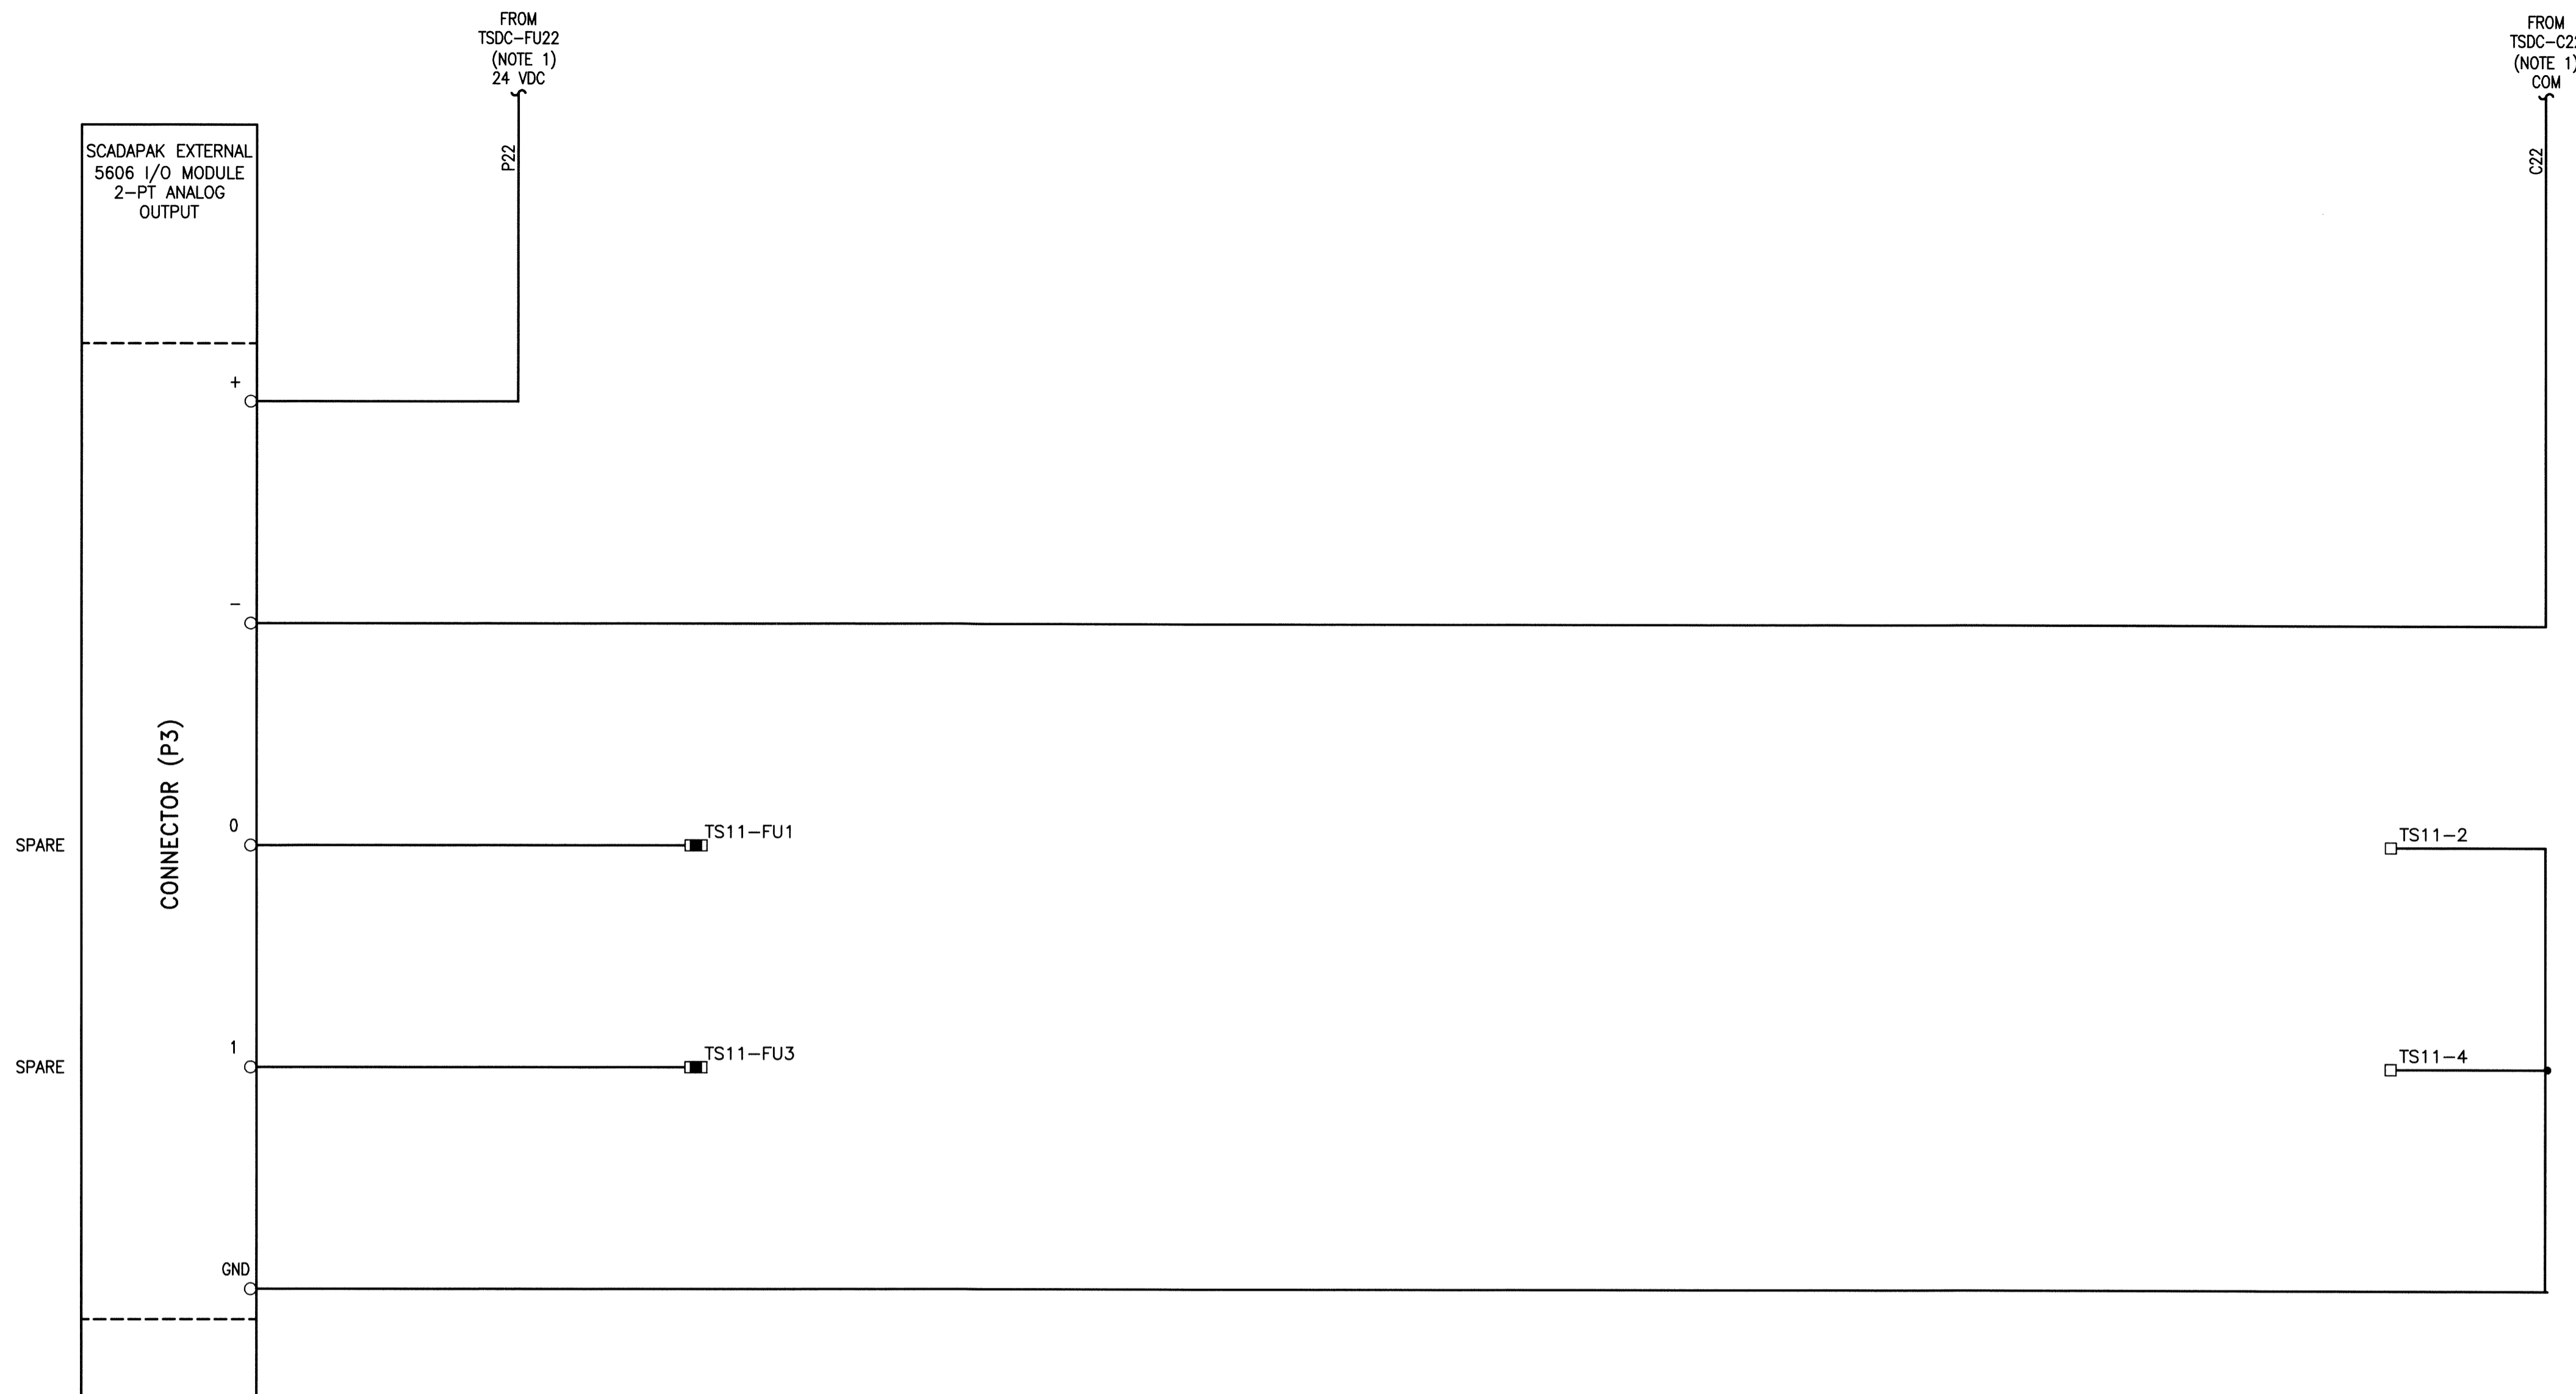 FROM
TSDC-FU22
(NOTE 1)
24 VDC
FROM
TSDC-C22
(NOTE 1)
COM
P22
C22
SCADAPAK EXTERNAL
5606 I/O MODULE
2-PT ANALOG
OUTPUT
+
-
CONNECTOR (P3)
SPARE
0
TS11-FU1
TS11-2
SPARE
1
TS11-FU3
TS11-4
GND